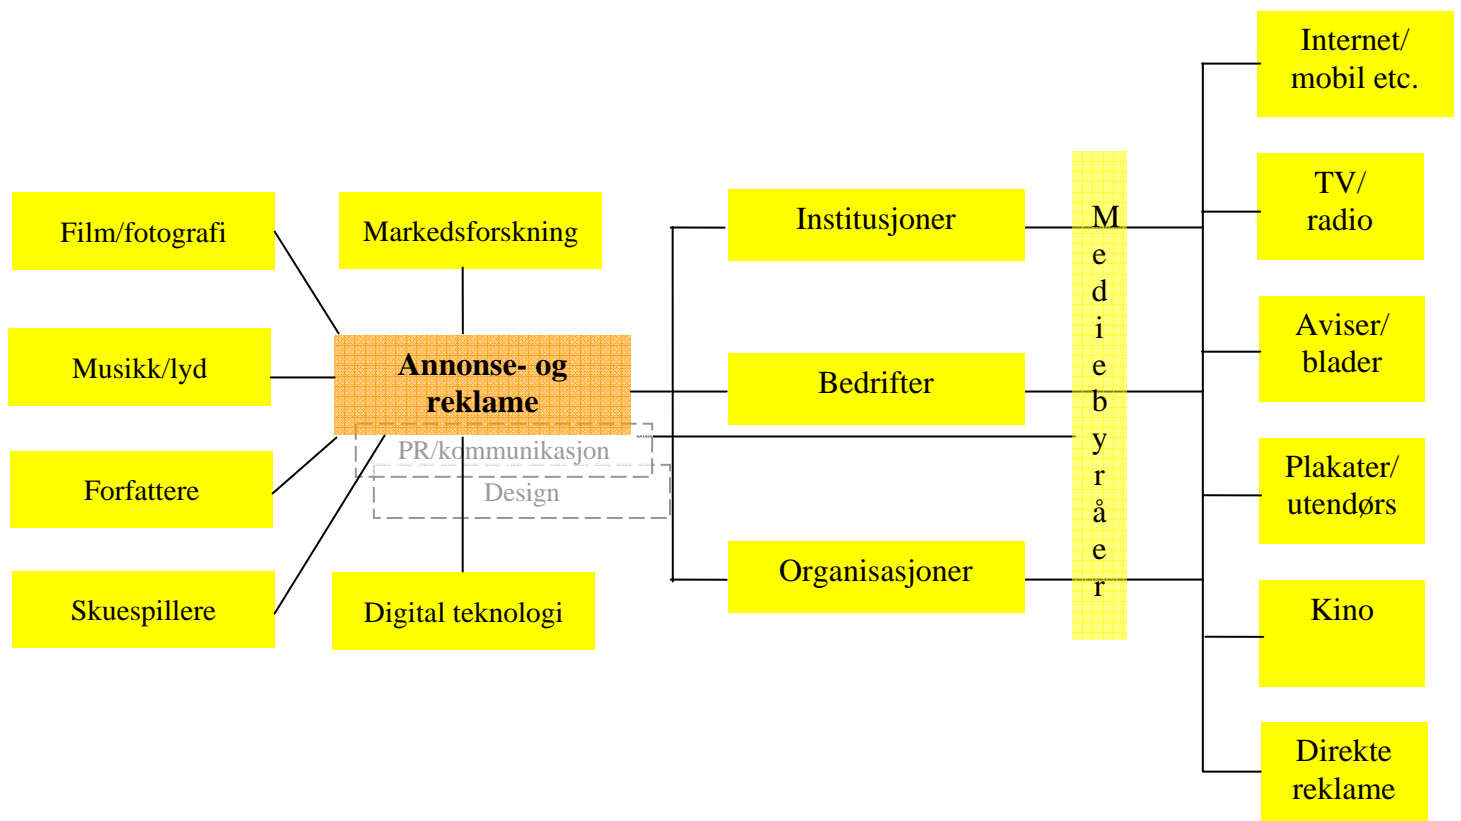 Film/fotografi
Musikk/lyd
Forfattere
Skuespillere
Markedsforskning
Annonse- og
reklame
PR/kommunikasjon
Design
Digital teknologi
Institusjoner
Bedrifter
Organisasjoner
M
e
d
i
e
b
y
r
å
e
r
Internet/
mobil etc.
TV/
radio
Aviser/
blader
Plakater/
utendørs
Kino
Direkte
reklame